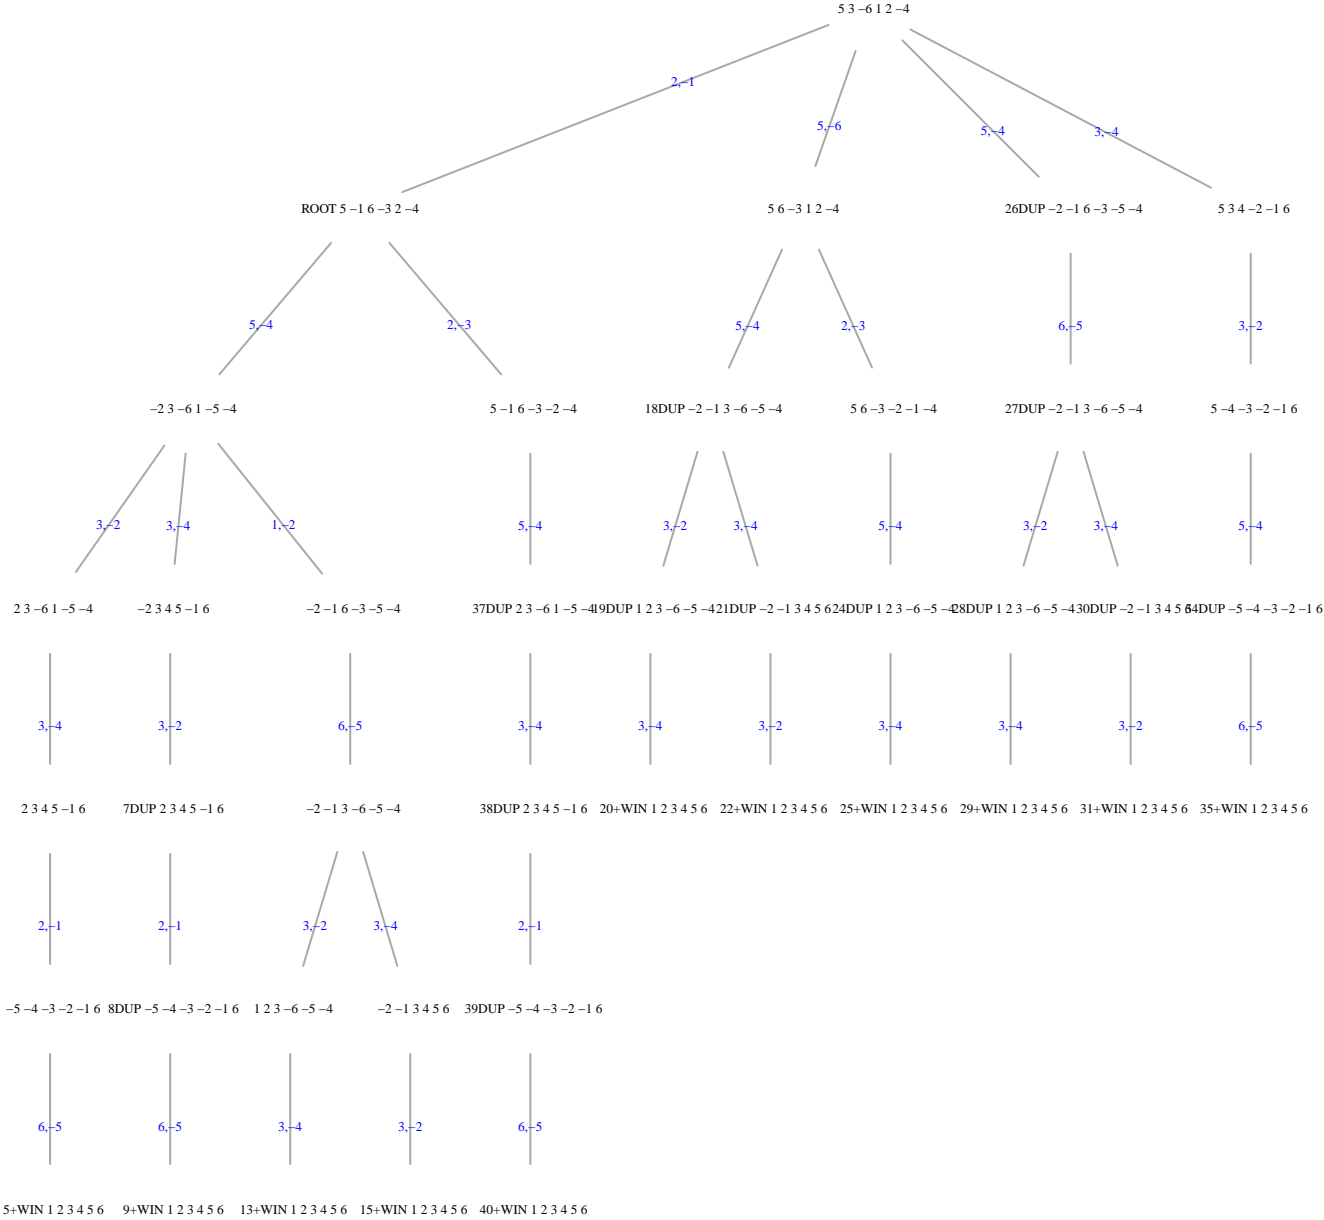 5 3 −6 1 2 −4
2,−1
5,−6
5,−4
3,−4
ROOT 5 −1 6 −3 2 −4
5 6 −3 1 2 −4
26DUP −2 −1 6 −3 −5 −4
5 3 4 −2 −1 6
5,−4
2,−3
5,−4
2,−3
6,−5
3,−2
−2 3 −6 1 −5 −4
5 −1 6 −3 −2 −4
18DUP −2 −1 3 −6 −5 −4
5 6 −3 −2 −1 −4
27DUP −2 −1 3 −6 −5 −4
5 −4 −3 −2 −1 6
3,−2
3,−4
1,−2
5,−4
3,−2
3,−4
5,−4
3,−2
3,−4
5,−4
2 3 −6 1 −5 −4
−2 3 4 5 −1 6
−2 −1 6 −3 −5 −4
37DUP 2 3 −6 1 −5 −4
19DUP 1 2 3 −6 −5 −4
21DUP −2 −1 3 4 5 6
24DUP 1 2 3 −6 −5 −4
28DUP 1 2 3 −6 −5 −4
30DUP −2 −1 3 4 5 6
34DUP −5 −4 −3 −2 −1 6
3,−4
3,−2
6,−5
3,−4
3,−4
3,−2
3,−4
3,−4
3,−2
6,−5
2 3 4 5 −1 6
7DUP 2 3 4 5 −1 6
−2 −1 3 −6 −5 −4
38DUP 2 3 4 5 −1 6
20+WIN 1 2 3 4 5 6
22+WIN 1 2 3 4 5 6
25+WIN 1 2 3 4 5 6
29+WIN 1 2 3 4 5 6
31+WIN 1 2 3 4 5 6
35+WIN 1 2 3 4 5 6
2,−1
2,−1
3,−2
3,−4
2,−1
−5 −4 −3 −2 −1 6
8DUP −5 −4 −3 −2 −1 6
1 2 3 −6 −5 −4
−2 −1 3 4 5 6
39DUP −5 −4 −3 −2 −1 6
6,−5
6,−5
3,−4
3,−2
6,−5
5+WIN 1 2 3 4 5 6
9+WIN 1 2 3 4 5 6
13+WIN 1 2 3 4 5 6
15+WIN 1 2 3 4 5 6
40+WIN 1 2 3 4 5 6